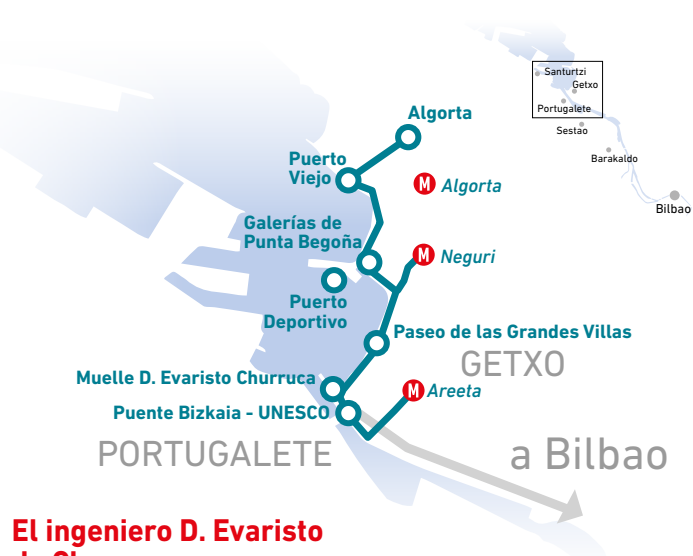 Santurtzi
Getxo
Portugalete
Sestao
Barakaldo
Bilbao
Algorta
Puerto
Viejo
M Algorta
Galerías de
Punta Begoña
M Neguri
Puerto
Deportivo
Paseo de las Grandes Villas
GETXO
Muelle D. Evaristo Churruca
M Areeta
Puente Bizkaia - UNESCO
PORTUGALETE
a Bilbao
El ingeniero D. Evaristo